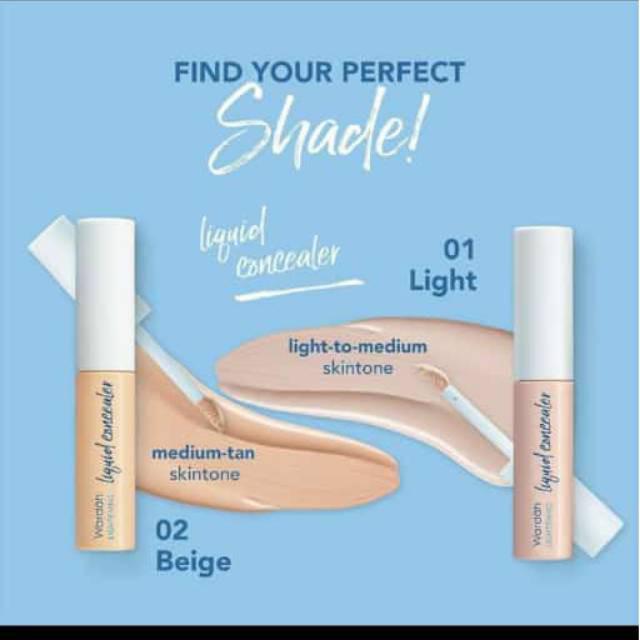 FIND YOUR PERFECT
Shade!
liquid
concealer
01
Light
light-to-medium
skintone
medium-tan
skintone
02
Beige
Wardah
LIGHTENING
liquid concealer
Wardah
LIGHTENING
liquid concealer